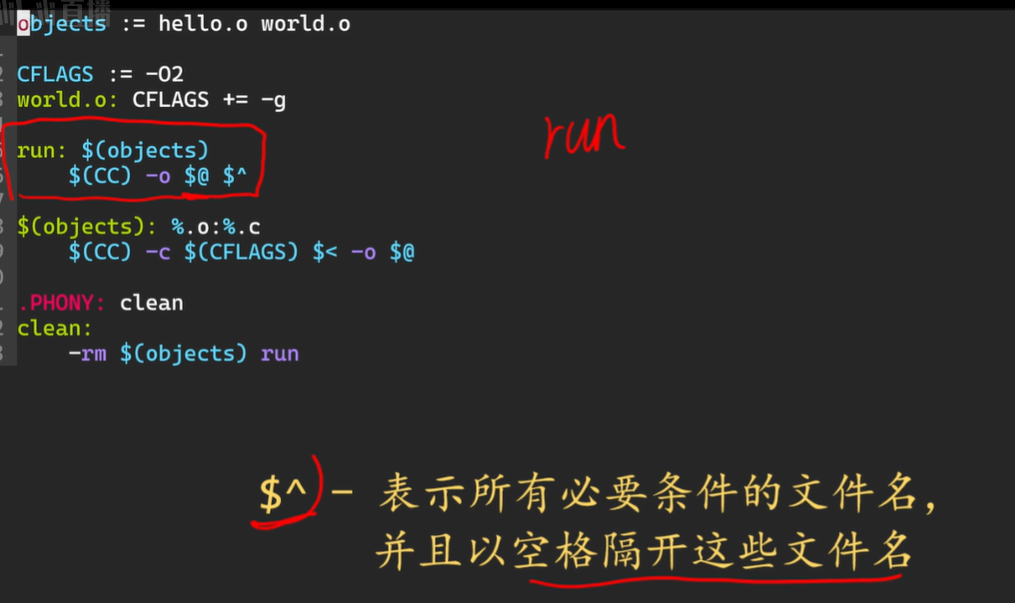 直播
objects := hello.o world.o
CFLAGS := -O2
world.o: CFLAGS += -g
run
run: $(objects)
$(CC) -o $@ $^
$(objects): %.o:%.c
$(CC) -c $(CFLAGS) $< -o $@
.PHONY: clean
clean:
-rm $(objects) run
$^ - 表示所有必要条件的文件名，
并且以空格隔开这些文件名